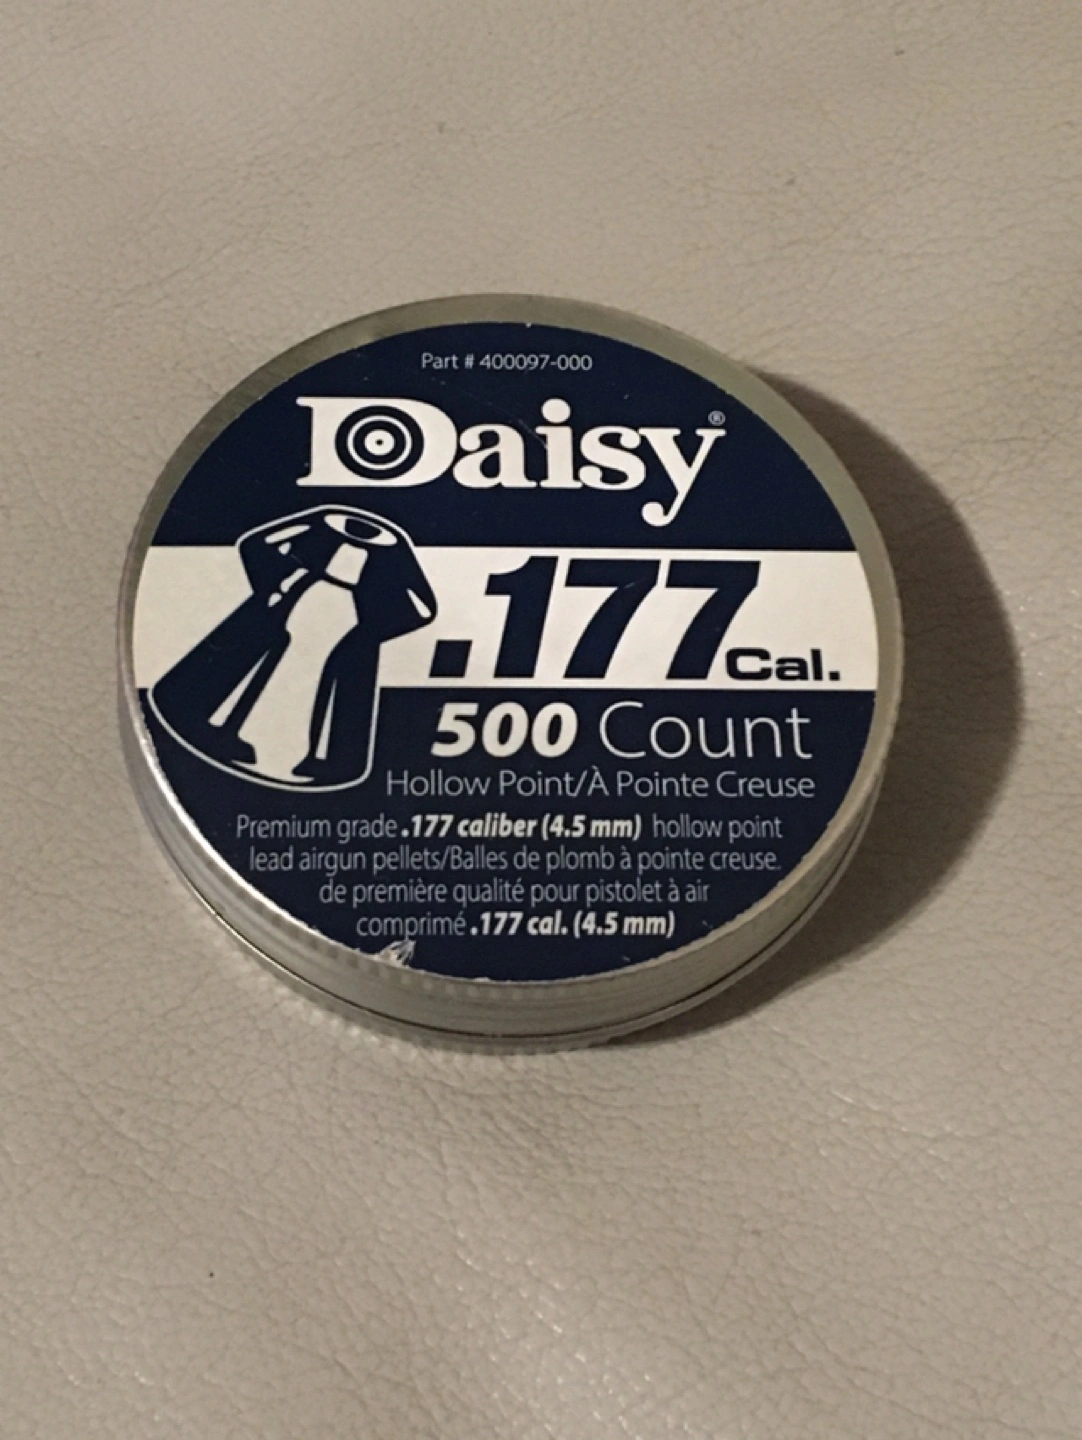 Part # 400097-000
Daisy®
.177 Cal.
500 Count
Hollow Point/À Pointe Creuse
Premium grade .177 caliber (4.5 mm) hollow point
lead airgun pellets/Balles de plomb à pointe creuse.
de première qualité pour pistolet à air
comprimé .177 cal. (4.5 mm)